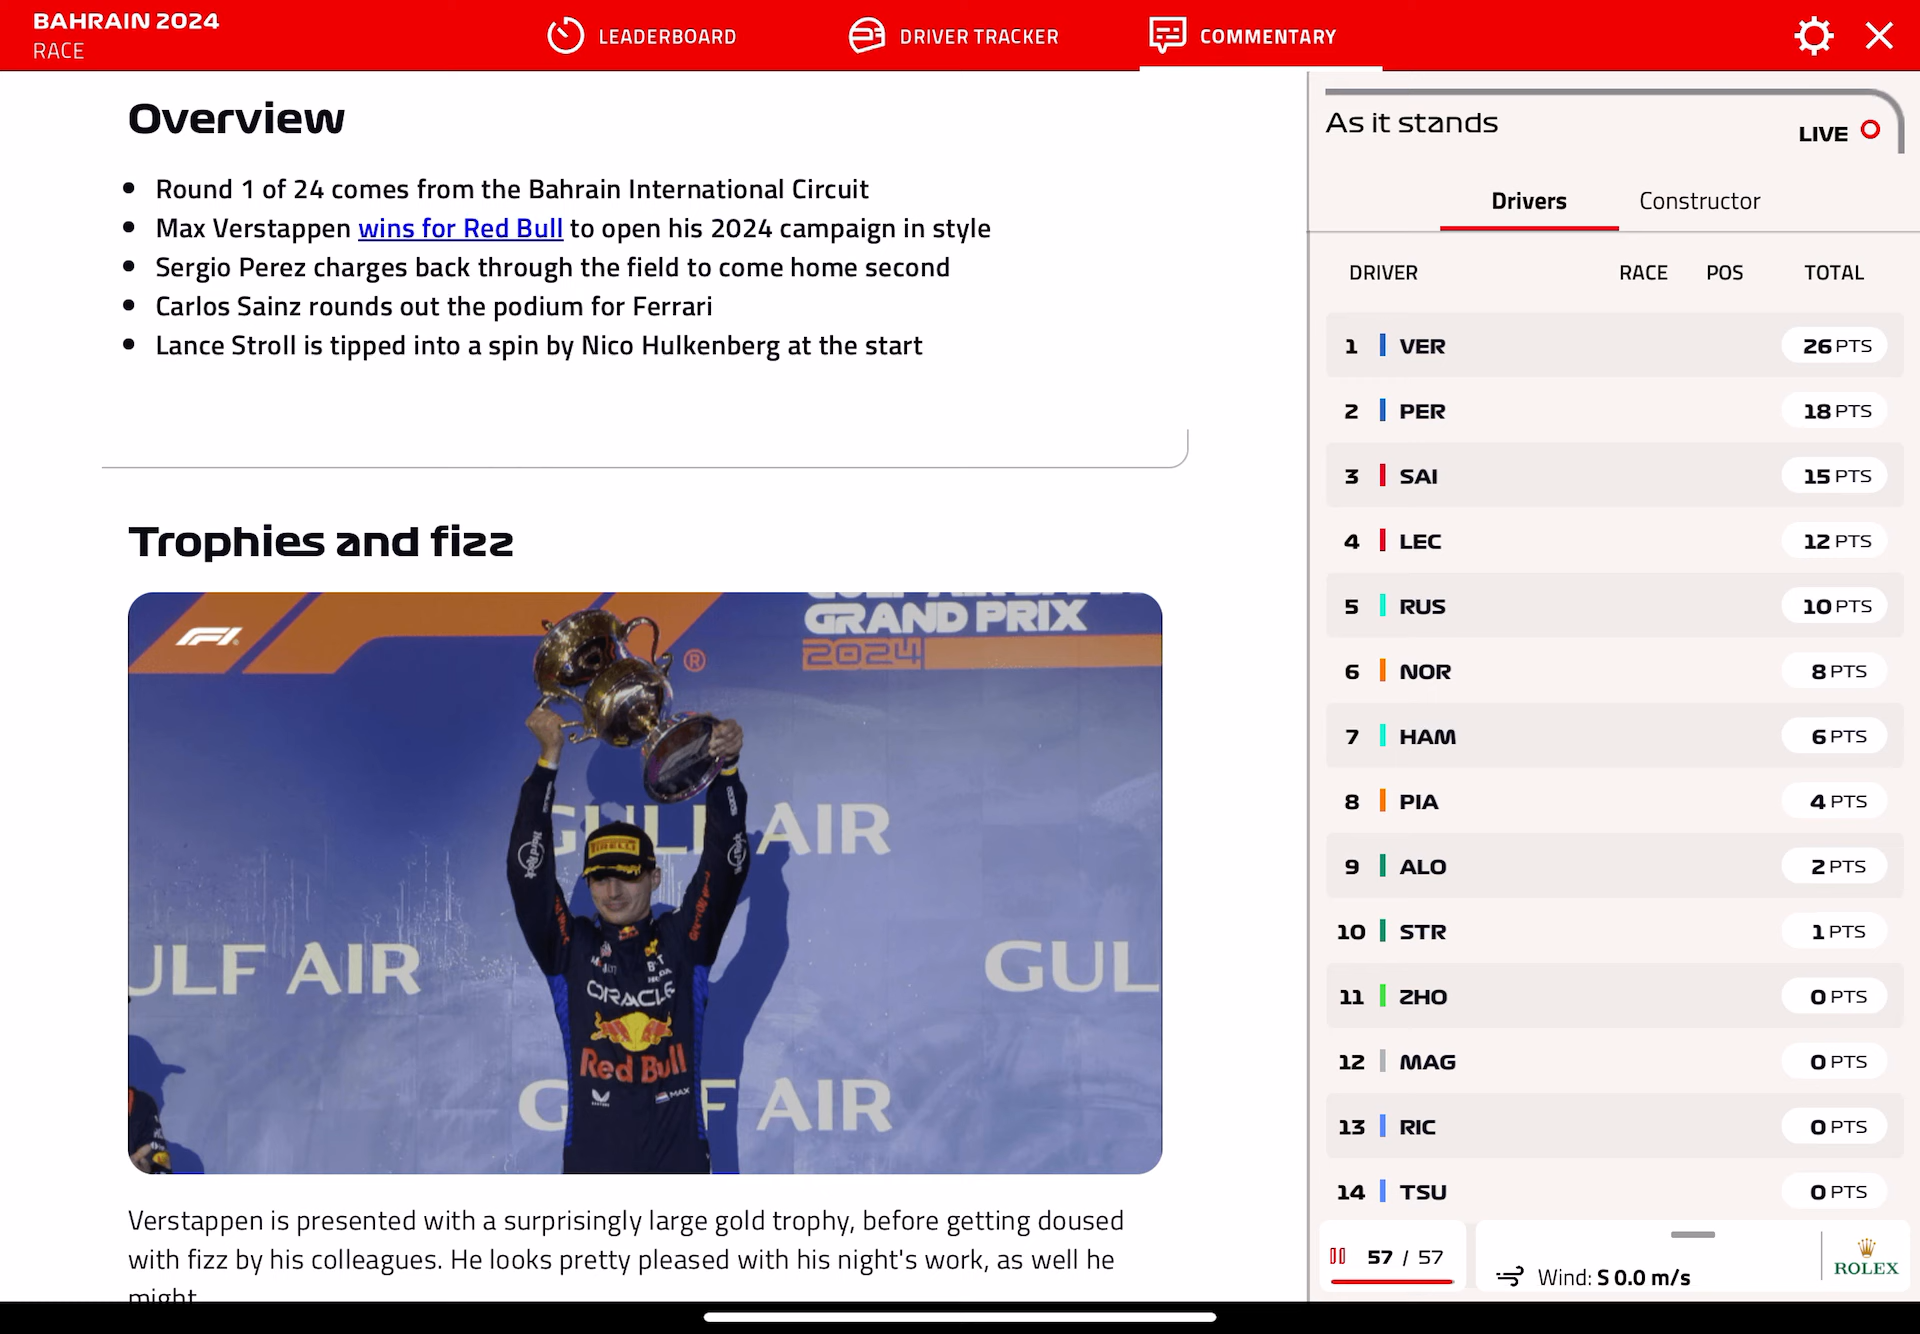 BAHRAIN 2024
RACE
LEADERBOARD
DRIVER TRACKER
COMMENTARY
Overview
Round 1 of 24 comes from the Bahrain International Circuit
Max Verstappen wins for Red Bull to open his 2024 campaign in style
Sergio Perez charges back through the field to come home second
Carlos Sainz rounds out the podium for Ferrari
Lance Stroll is tipped into a spin by Nico Hulkenberg at the start
Trophies and fizz
F1
GRAND PRIX
2024
®
GULF AIR
PIRELLI
ULF AIR
GUL
ORACLE
Red Bull
MAX
G F AIR
Verstappen is presented with a surprisingly large gold trophy, before getting doused
with fizz by his colleagues. He looks pretty pleased with his night's work, as well he
might
As it stands
LIVE
Drivers
Constructor
DRIVER RACE POS TOTAL
1 VER 26 PTS
2 PER 18 PTS
3 SAI 15 PTS
4 LEC 12 PTS
5 RUS 10 PTS
6 NOR 8 PTS
7 HAM 6 PTS
8 PIA 4 PTS
9 ALO 2 PTS
10 STR 1 PTS
11 ZHO 0 PTS
12 MAG 0 PTS
13 RIC 0 PTS
14 TSU 0 PTS
57 / 57
Wind: S 0.0 m/s
ROLEX